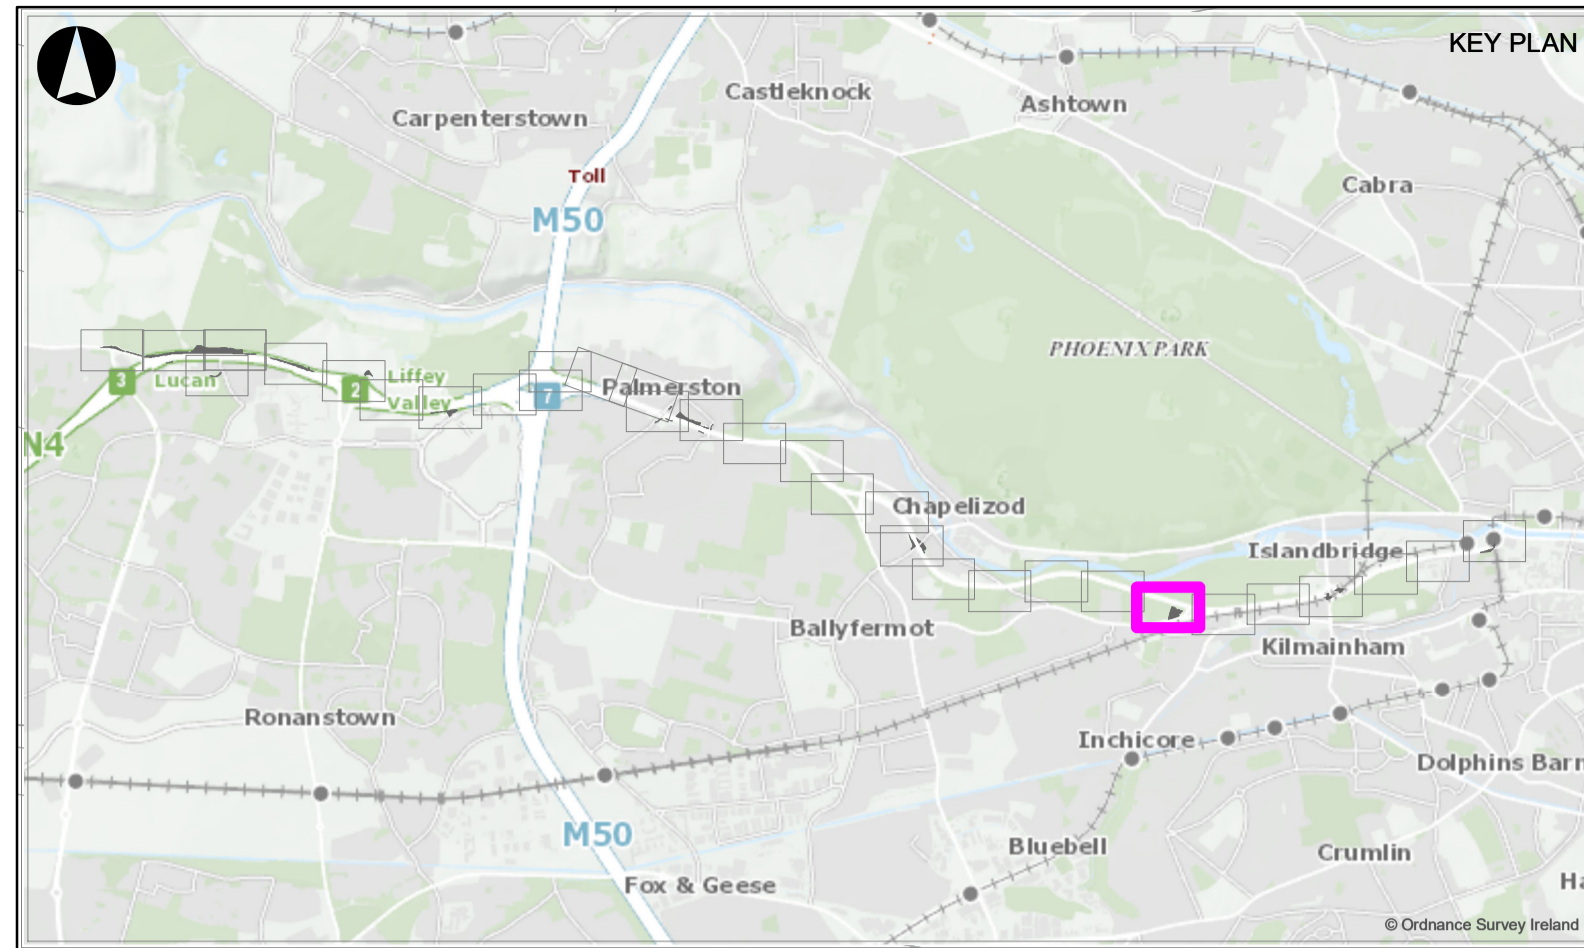 KEY PLAN
Castleknock
Ashtown
Carpenterstown
Toll
Cabra
M50
PHOENIX PARK
Liffey
Valley
3
Lucan
2
7
Palmerston
N4
Chapelizod
Islandbridge
Ballyfermot
Kilmainham
Ronanstown
Inchicore
Dolphins Barn
M50
Bluebell
Crumlin
Fox & Geese
Ha
© Ordnance Survey Ireland